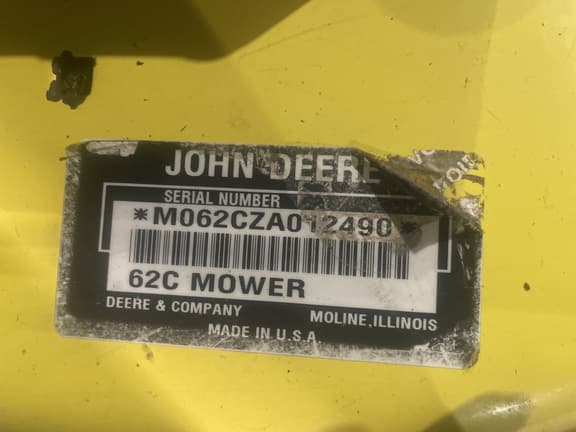 JOHN DEERE
SERIAL NUMBER
*M062CZA012490*
62C MOWER
DEERE & COMPANY MOLINE, ILLINOIS
MADE IN U.S.A.